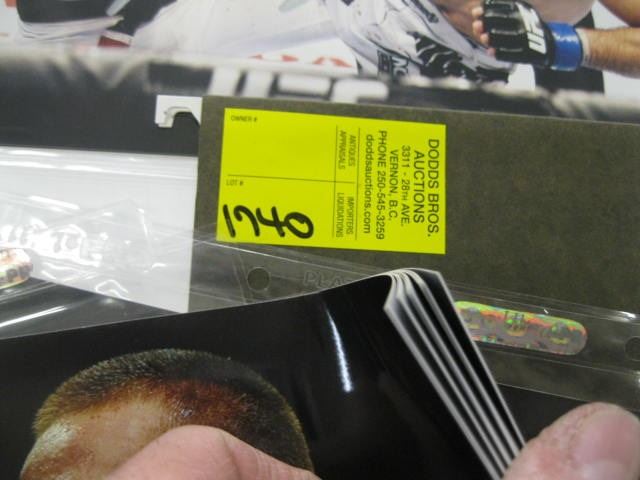 DODDS BROS.
AUCTIONS
3311 - 28TH AVE.
VERNON, B.C.
PHONE 250-545-3259
doddsauctions.com
ANTIQUES
APPRAISALS
IMPORTERS
LIQUIDATIONS
OWNER #
LOT #
1240